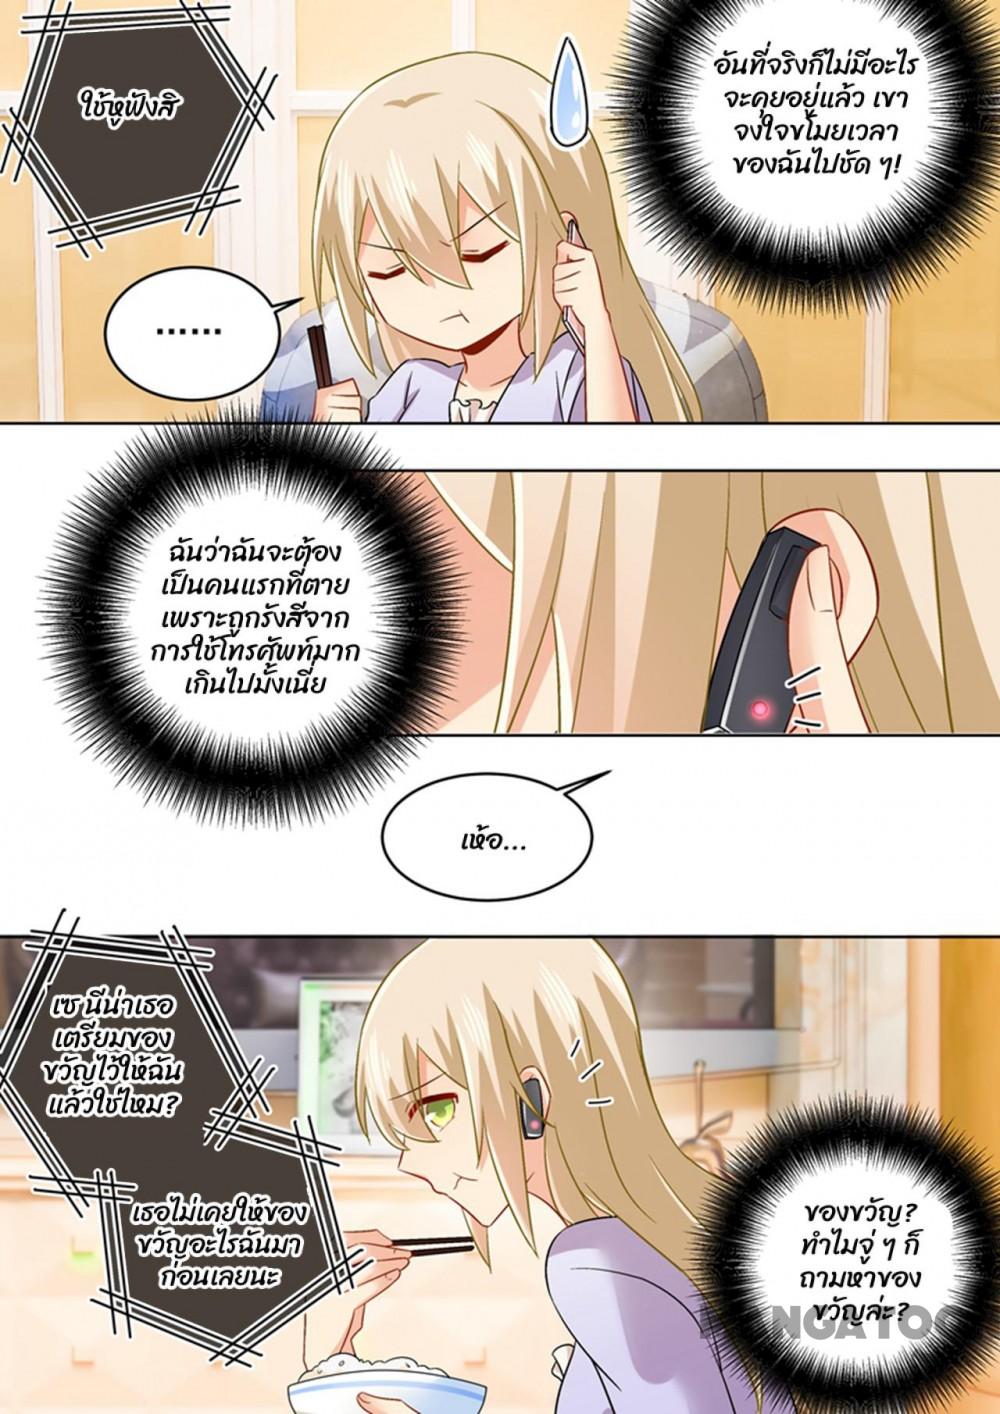 ใช้หูฟังสิ
อันที่จริงก็ไม่มีอะไร
จะคุยอยู่แล้ว เขา
จงใจขโมยเวลา
ของฉันไปชัด ๆ!
......
ฉันว่าฉันจะต้อง
เป็นคนแรกที่ตาย
เพราะถูกรังสีจาก
การใช้โทรศัพท์มาก
เกินไปมั้งเนี่ย
เห้อ...
เซนีน่าเธอ
เตรียมของ
ขวัญไว้ให้ฉัน
แล้วใช่ไหม?
เธอไม่เคยให้ของ
ขวัญอะไรฉันมา
ก่อนเลยนะ
ของขวัญ?
ทำไมจู่ ๆ ก็
ถามหาของ
ขวัญล่ะ?